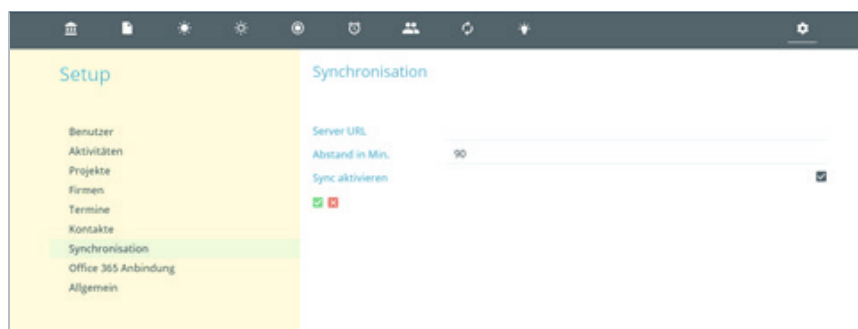 Setup
Benutzer
Aktivitäten
Projekte
Firmen
Termine
Kontakte
Synchronisation
Office 365 Anbindung
Allgemein
Synchronisation
Server URL
Abstand in Min. 90
Sync aktivieren